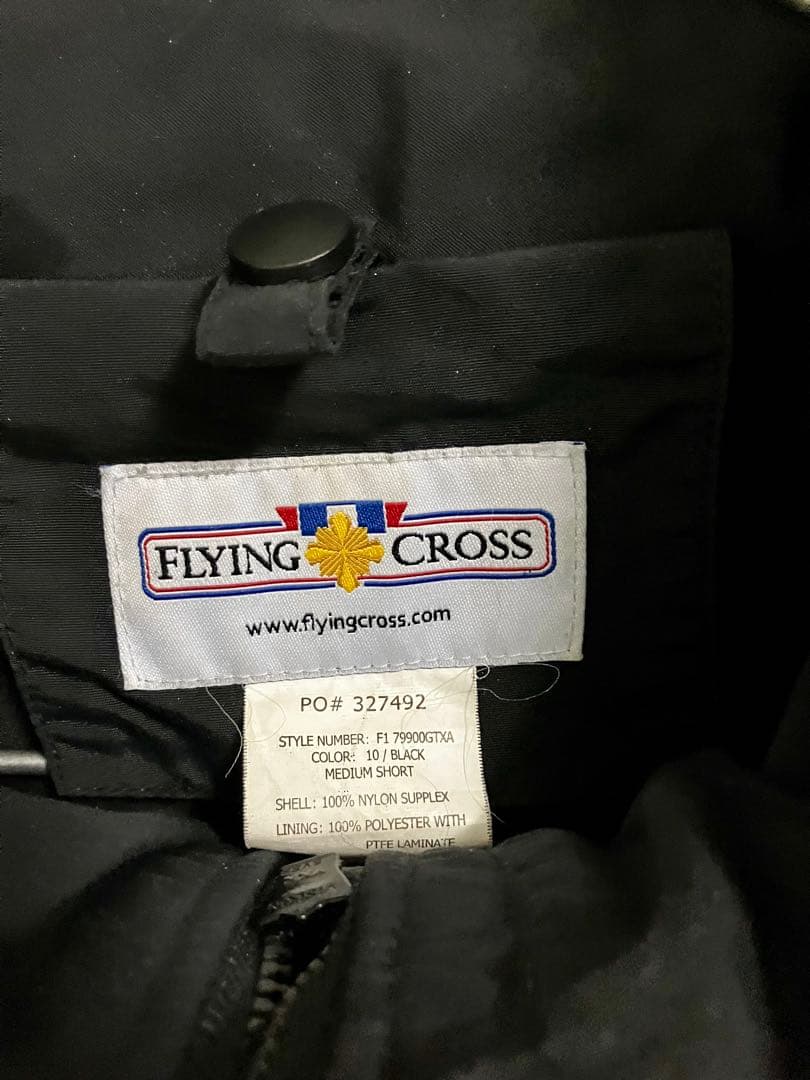 FLYING CROSS
www.flyingcross.com
PO# 327492
STYLE NUMBER: F1 79900GTXA
COLOR: 10 / BLACK
MEDIUM SHORT
SHELL: 100% NYLON SUPPLEX
LINING: 100% POLYESTER WITH
PTFE LAMINATE